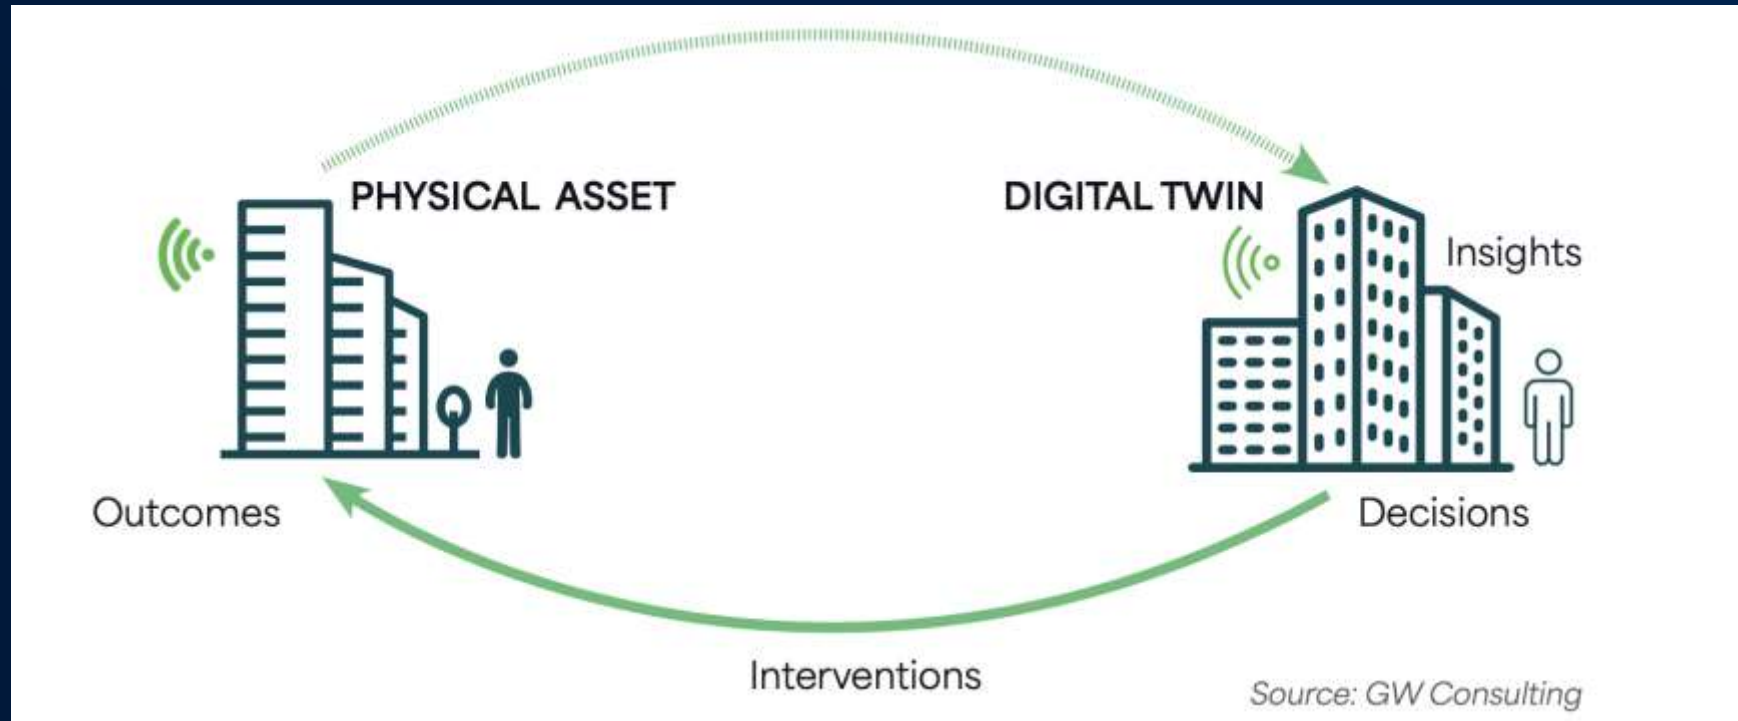 PHYSICAL ASSET
DIGITAL TWIN
Insights
Outcomes
Decisions
Interventions
Source: GW Consulting